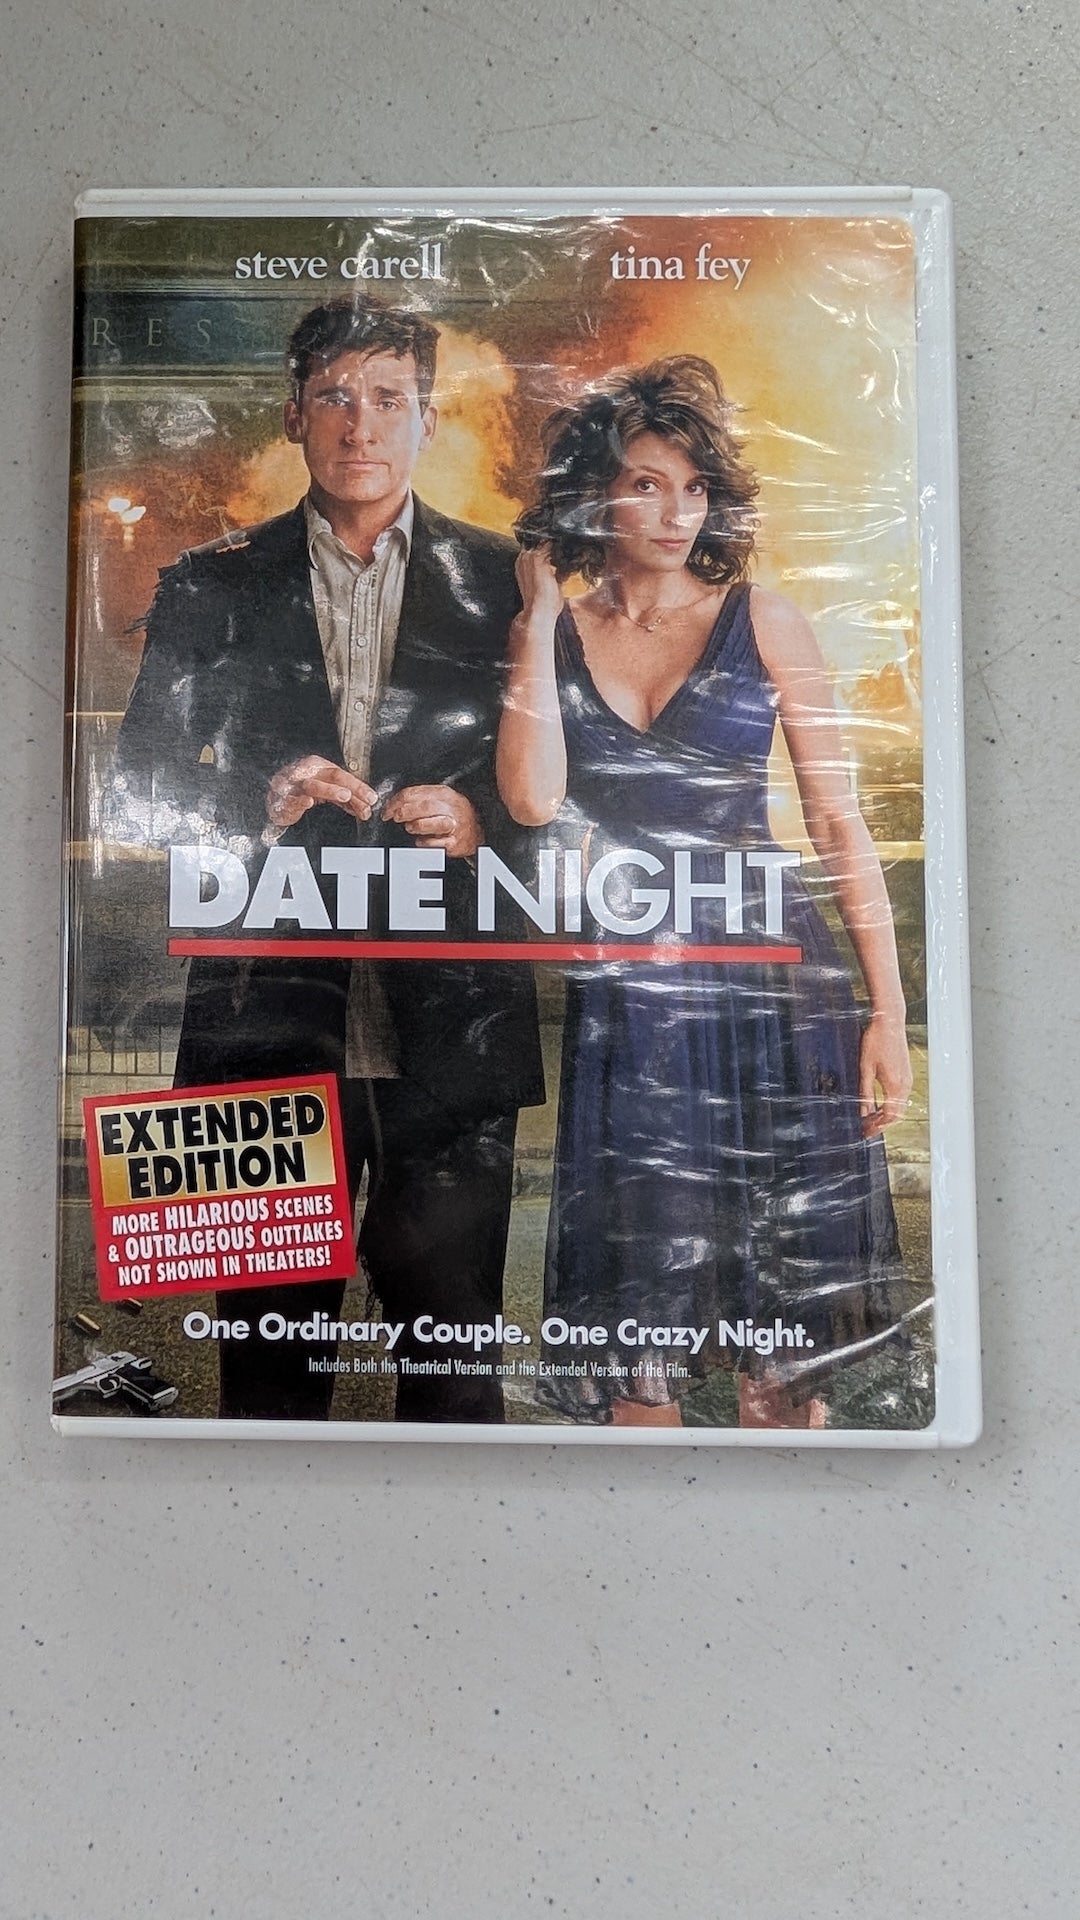 steve carell tina fey
RES
DATE NIGHT
EXTENDED
EDITION
MORE HILARIOUS SCENES
& OUTRAGEOUS OUTTAKES
NOT SHOWN IN THEATERS!
One Ordinary Couple. One Crazy Night.
Includes Both the Theatrical Version and the Extended Version of the Film.